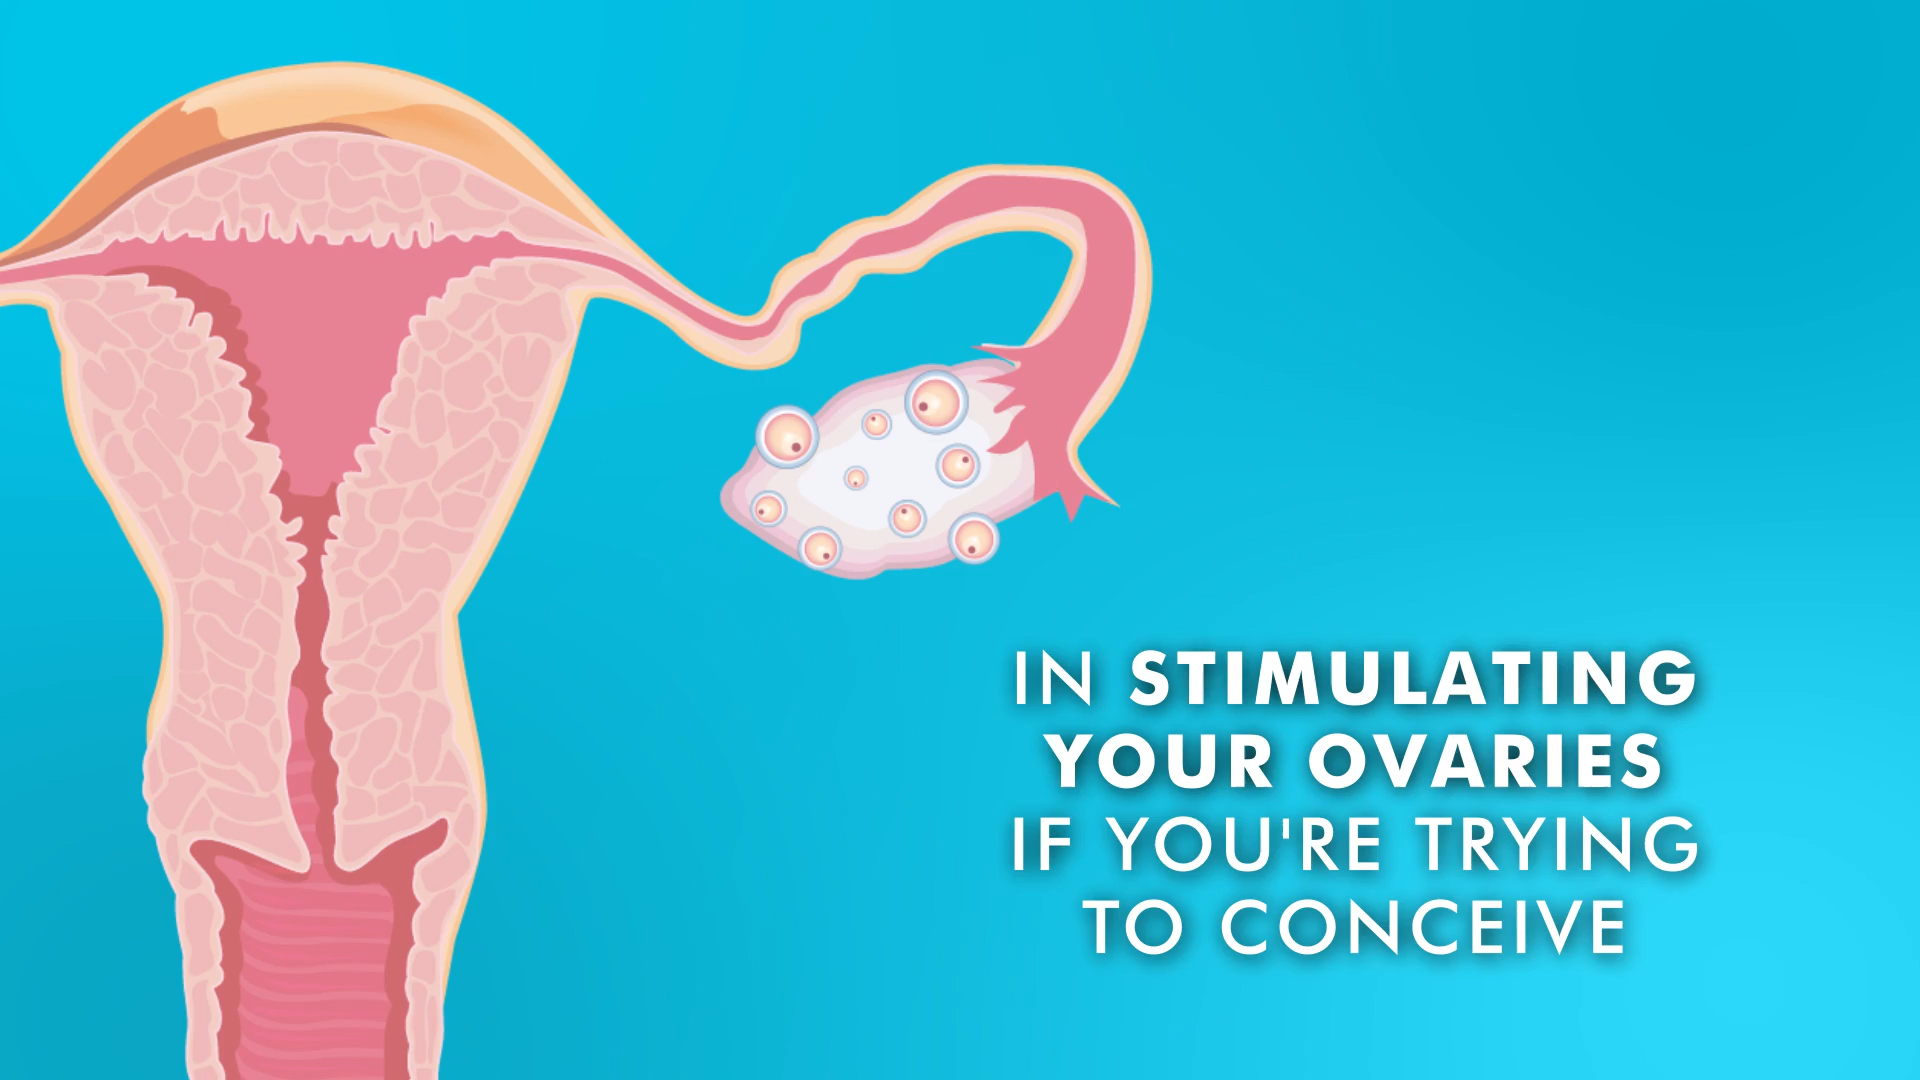 IN STIMULATING
YOUR OVARIES
IF YOU'RE TRYING
TO CONCEIVE